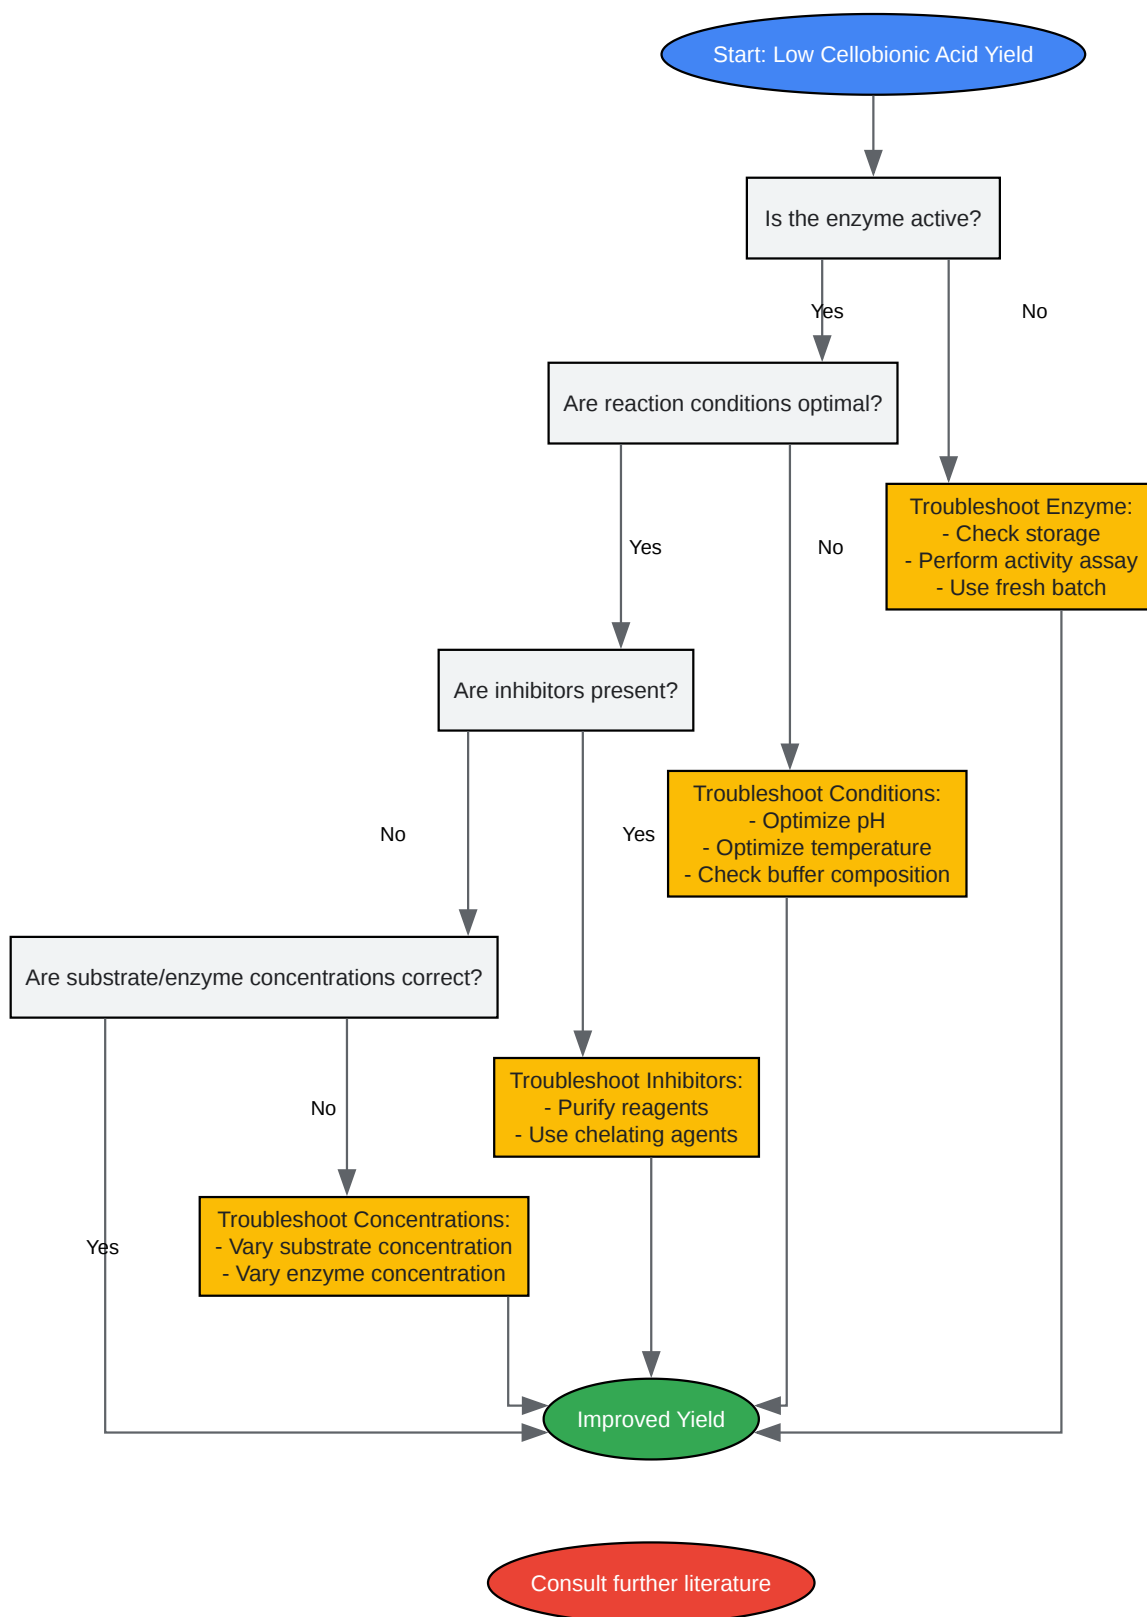 Start: Low Cellobionic Acid Yield
Is the enzyme active?
Yes
No
Are reaction conditions optimal?
Troubleshoot Enzyme:
- Check storage
- Perform activity assay
- Use fresh batch
Yes
No
Are inhibitors present?
Troubleshoot Conditions:
- Optimize pH
- Optimize temperature
- Check buffer composition
No
Yes
Are substrate/enzyme concentrations correct?
Troubleshoot Inhibitors:
- Purify reagents
- Use chelating agents
No
Troubleshoot Concentrations:
- Vary substrate concentration
- Vary enzyme concentration
Yes
Improved Yield
Consult further literature